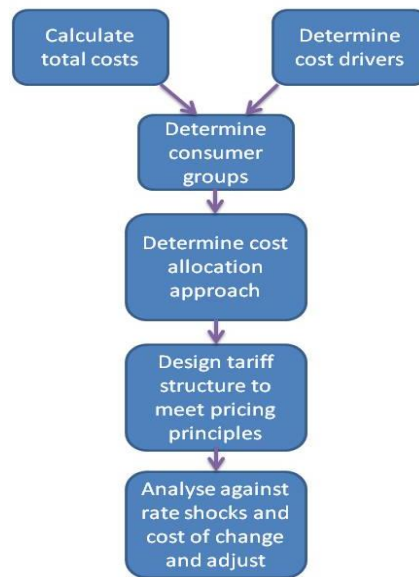 Calculate
total costs
Determine
cost drivers
Determine
consumer
groups
Determine cost
allocation
approach
Design tariff
structure to
meet pricing
principles
Analyse against
rate shocks and
cost of change
and adjust